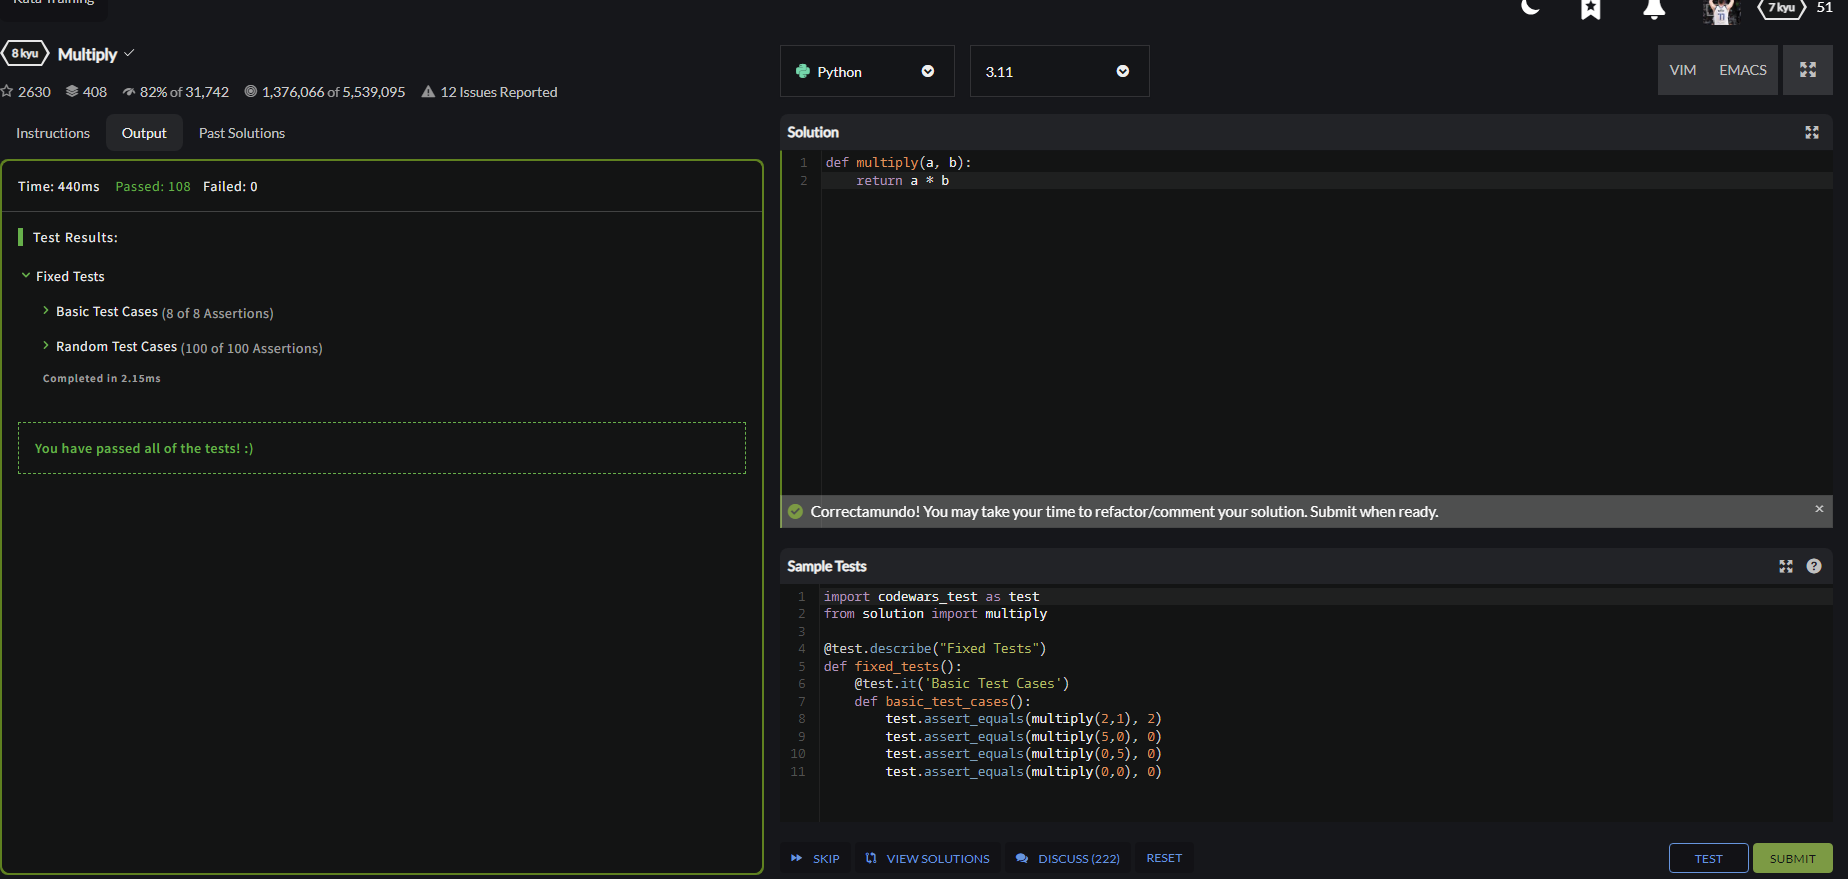 Kata Training
7 kyu 51
8 kyu Multiply
2630 408 82% of 31,742 1,376,066 of 5,539,095 12 Issues Reported
Instructions Output Past Solutions
Time: 440ms Passed: 108 Failed: 0
Test Results:
Fixed Tests
Basic Test Cases (8 of 8 Assertions)
Random Test Cases (100 of 100 Assertions)
Completed in 2.15ms
You have passed all of the tests! :)
Python 3.11 VIM EMACS
Solution
1 def multiply(a, b):
2     return a * b
Correctamundo! You may take your time to refactor/comment your solution. Submit when ready. ×
Sample Tests ?
1 import codewars_test as test
2 from solution import multiply
3
4 @test.describe("Fixed Tests")
5 def fixed_tests():
6     @test.it('Basic Test Cases')
7     def basic_test_cases():
8         test.assert_equals(multiply(2,1), 2)
9         test.assert_equals(multiply(5,0), 0)
10         test.assert_equals(multiply(0,5), 0)
11         test.assert_equals(multiply(0,0), 0)
SKIP VIEW SOLUTIONS DISCUSS (222) RESET TEST SUBMIT